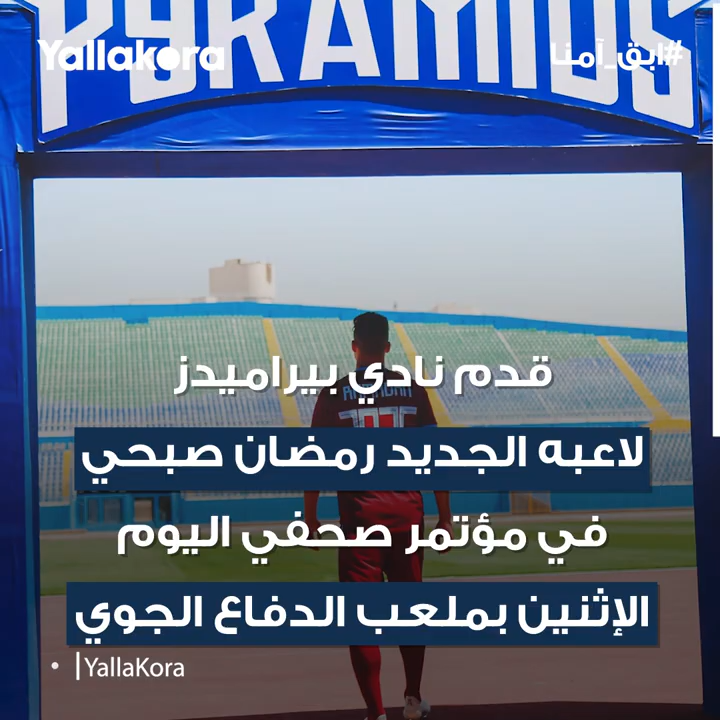 PYRAMIDS
Yallakora
#ابق_آمنا
قدم نادي بيراميدز
لاعبه الجديد رمضان صبحي
في مؤتمر صحفي اليوم
الإثنين بملعب الدفاع الجوي
YallaKora